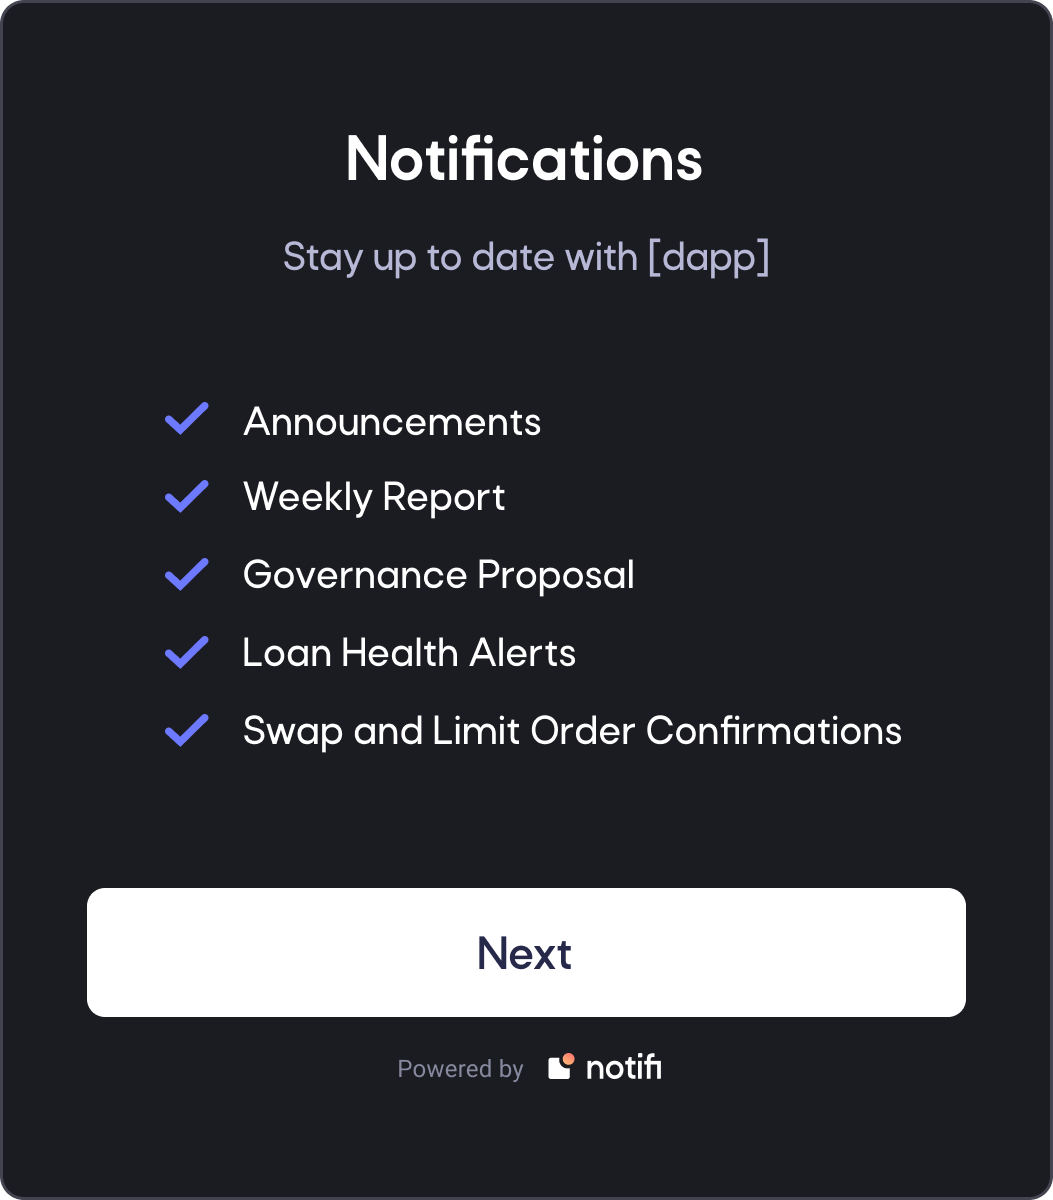 Notifications
Stay up to date with [dapp]
Announcements
Weekly Report
Governance Proposal
Loan Health Alerts
Swap and Limit Order Confirmations
Next
Powered by notifi